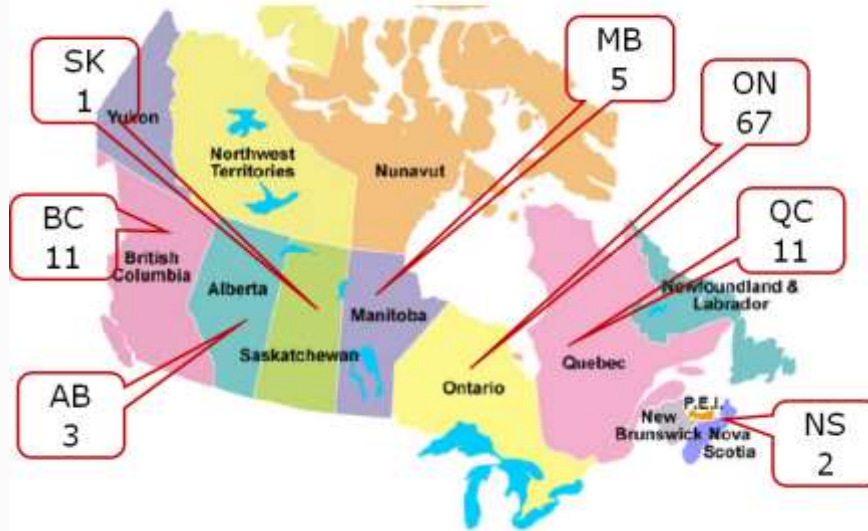 SK
1
MB
5
ON
67
Yukon
Northwest
Territories
Nunavut
BC
11
QC
11
British
Columbia
Alberta
Newfoundland &
Labrador
Manitoba
Saskatchewan
Quebec
Ontario
AB
3
P.E.I.
New
Brunswick
Nova
Scotia
NS
2